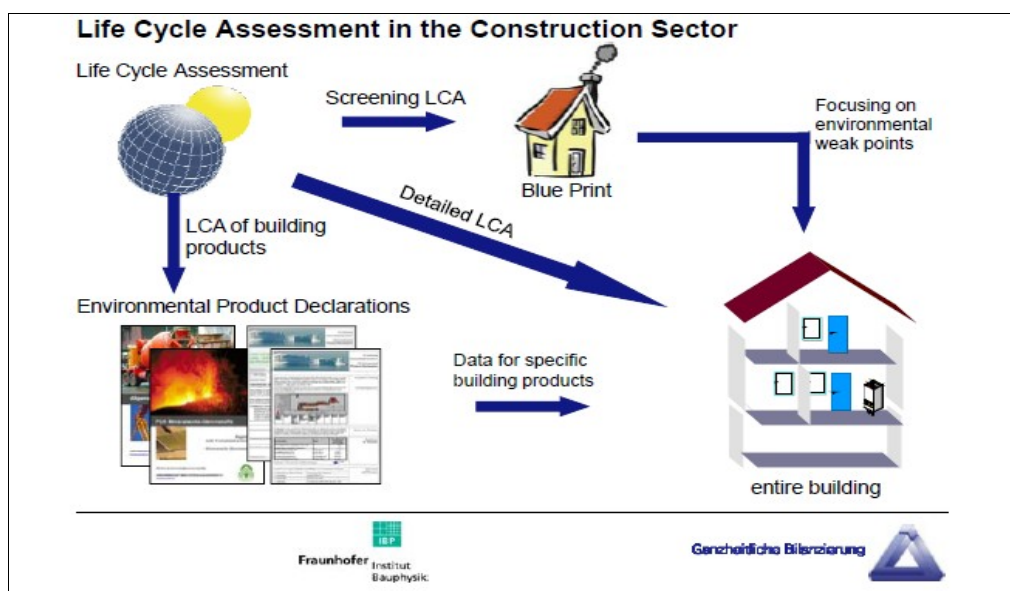 Life Cycle Assessment in the Construction Sector
Life Cycle Assessment
Screening LCA
Focusing on
environmental
weak points
Blue Print
Detailed LCA
LCA of building
products
Environmental Product Declarations
Data for specific
building products
entire building
IBP
Fraunhofer Institut
Bauphysik
Ganzheitliche Bilanzierung